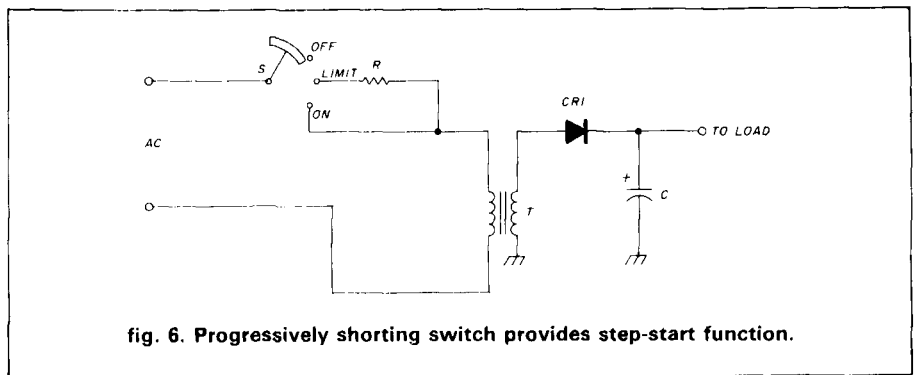 OFF
S
LIMIT
R
ON
CR1
TO LOAD
AC
+
C
T
fig. 6. Progressively shorting switch provides step-start function.